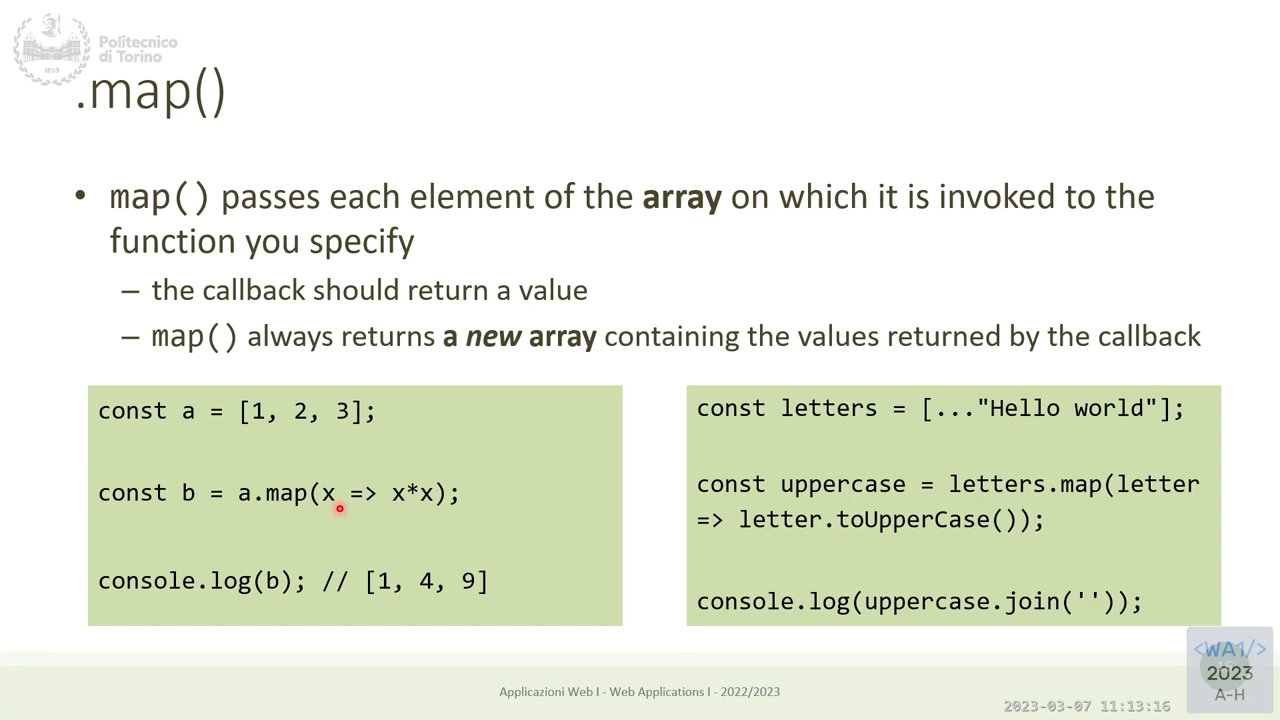 Politecnico
di Torino
1859
.map()
• map() passes each element of the array on which it is invoked to the
function you specify
– the callback should return a value
– map() always returns a new array containing the values returned by the callback
const a = [1, 2, 3];
const b = a.map(x => x*x);
console.log(b); // [1, 4, 9]
const letters = [..."Hello world"];
const uppercase = letters.map(letter
=> letter.toUpperCase());
console.log(uppercase.join(''));
Applicazioni Web I - Web Applications I - 2022/2023
2023-03-07 11:13:16
<WA1/>
2023
A-H